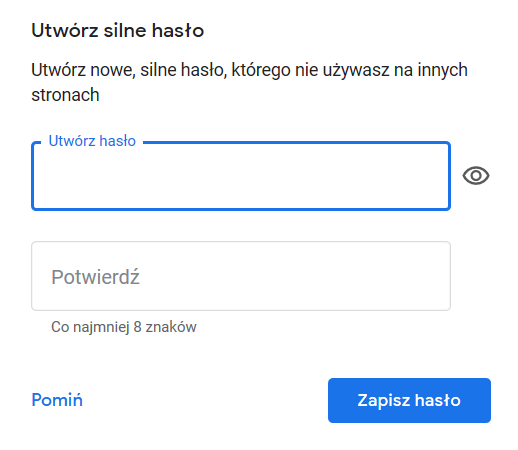 Utwórz silne hasło
Utwórz nowe, silne hasło, którego nie używasz na innych
stronach
Utwórz hasło
Potwierdź
Co najmniej 8 znaków
Pomiń
Zapisz hasło